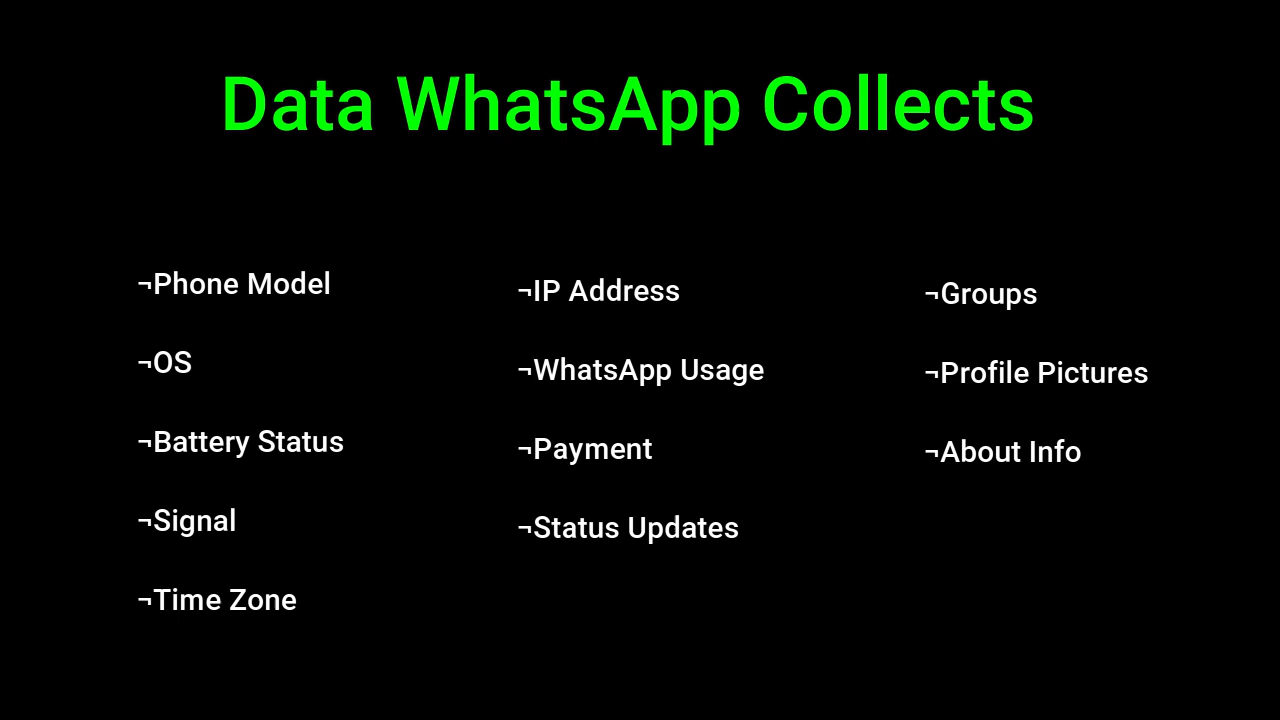 Data WhatsApp Collects
¬Phone Model
¬OS
¬Battery Status
¬Signal
¬Time Zone
¬IP Address
¬WhatsApp Usage
¬Payment
¬Status Updates
¬Groups
¬Profile Pictures
¬About Info